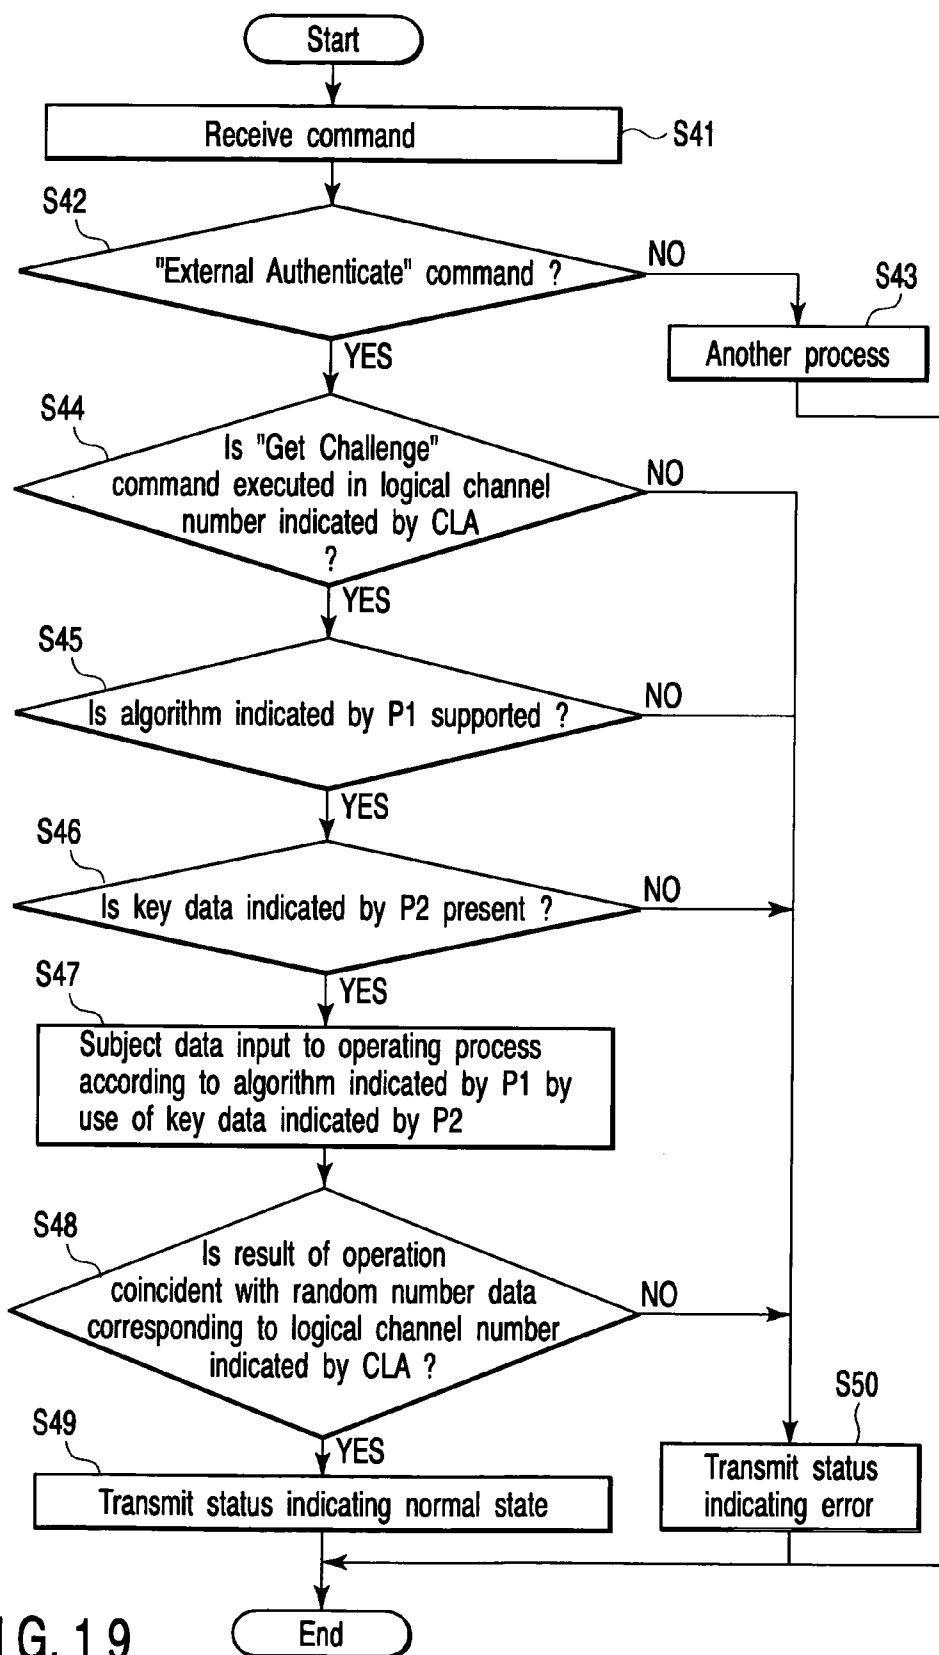 Start
Receive command
S41
S42
"External Authenticate" command ?
NO
S43
Another process
YES
S44
Is "Get Challenge"
command executed in logical channel
number indicated by CLA
?
NO
YES
S45
Is algorithm indicated by P1 supported ?
NO
YES
S46
Is key data indicated by P2 present ?
NO
YES
S47
Subject data input to operating process
according to algorithm indicated by P1 by
use of key data indicated by P2
S48
Is result of operation
coincident with random number data
corresponding to logical channel number
indicated by CLA ?
NO
YES
S49
Transmit status indicating normal state
S50
Transmit status
indicating error
End
IG. 19